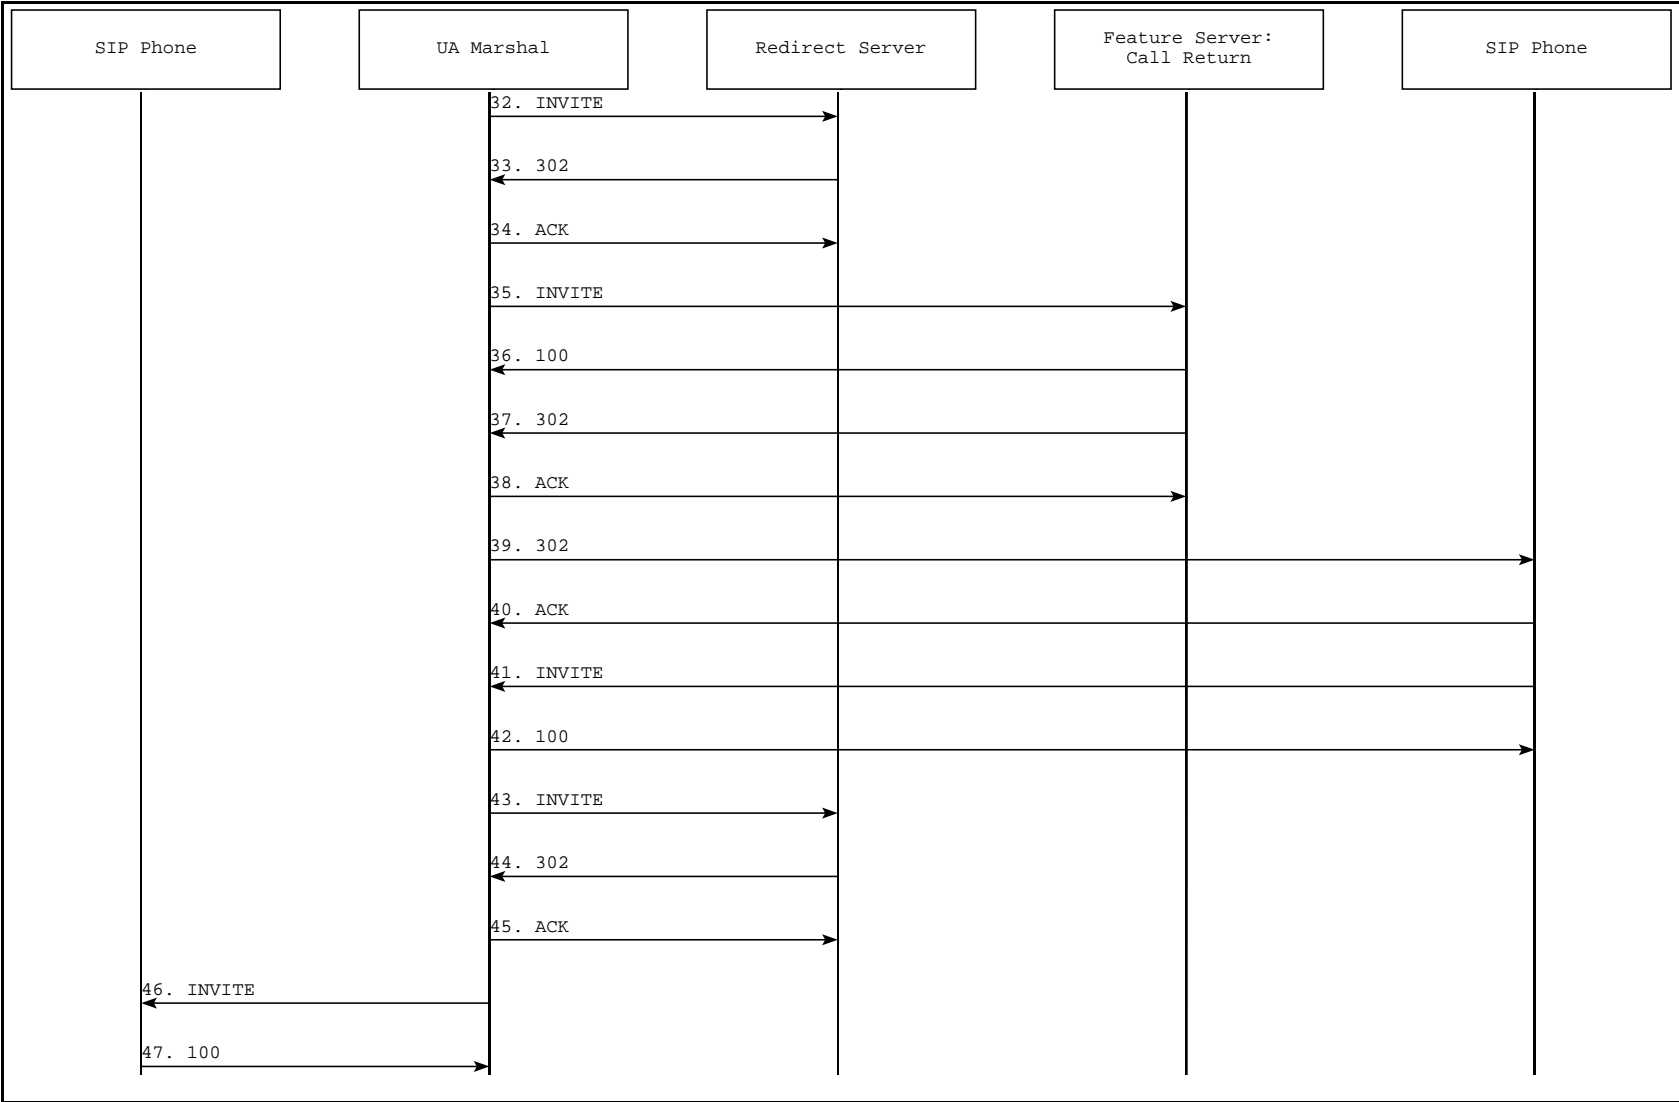 SIP Phone
UA Marshal
Redirect Server
Feature Server:
Call Return
SIP Phone
32. INVITE
33. 302
34. ACK
35. INVITE
36. 100
37. 302
38. ACK
39. 302
40. ACK
41. INVITE
42. 100
43. INVITE
44. 302
45. ACK
46. INVITE
47. 100